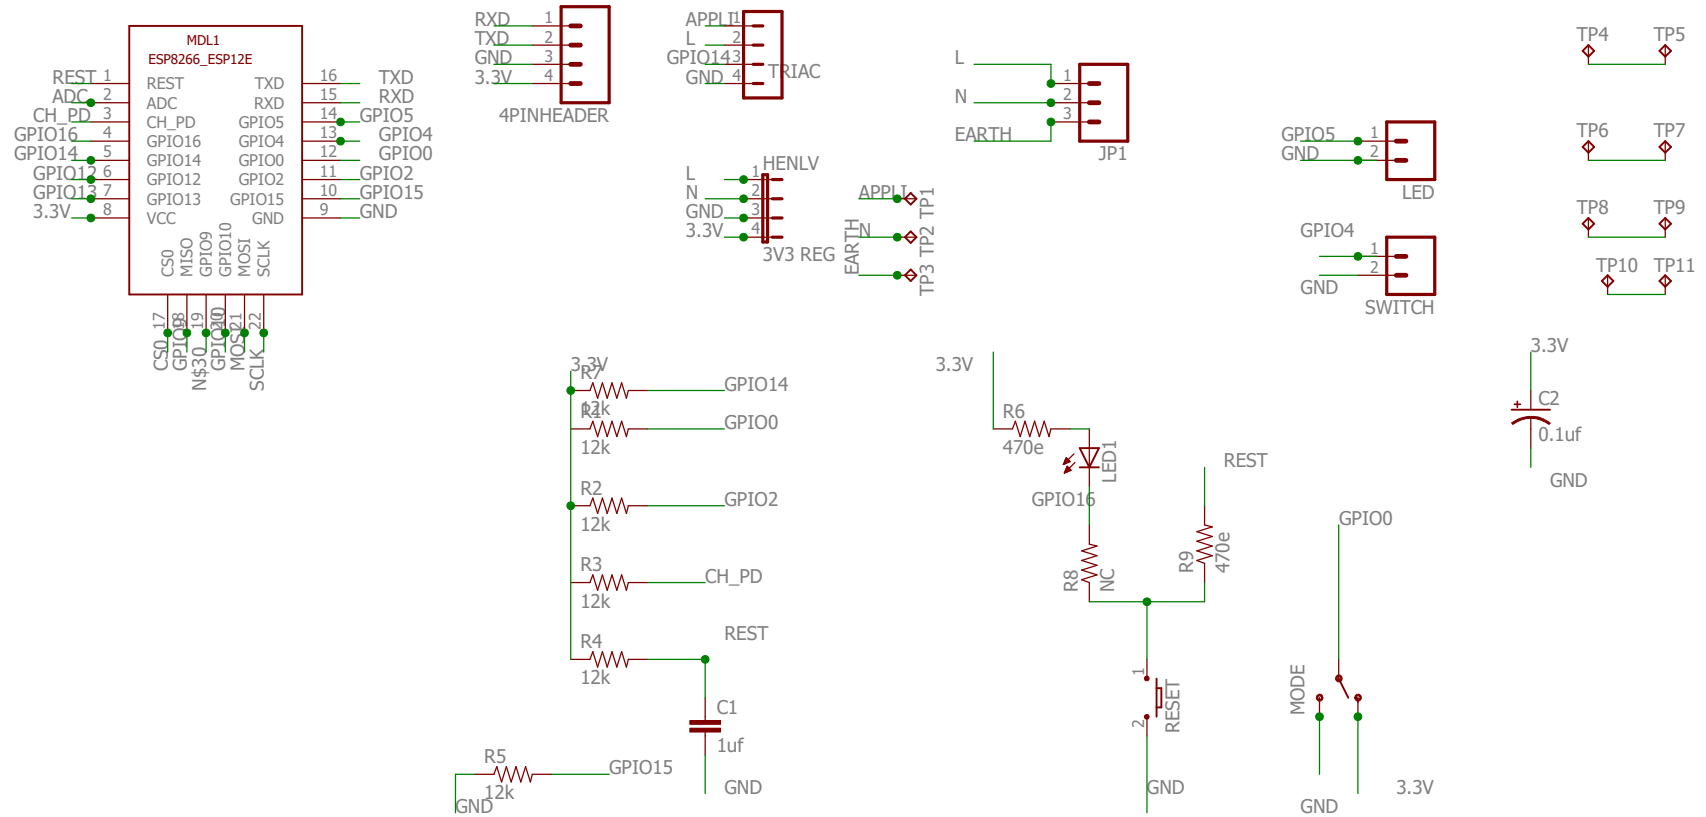 MDL1
ESP8266_ESP12E
REST 1 REST TXD 16 TXD
ADC 2 ADC RXD 15 RXD
CH_PD 3 CH_PD GPIO5 14 GPIO5
GPIO16 4 GPIO16 GPIO4 13 GPIO4
GPIO14 5 GPIO14 GPIO0 12 GPIO0
GPIO12 6 GPIO12 GPIO2 11 GPIO2
GPIO13 7 GPIO13 GPIO15 10 GPIO15
3.3V 8 VCC GND 9 GND
CS0 MISO GPIO9 GPIO10 MOSI SCLK
17 18 19 20 21 22
CS0 GPIO9 N$30 GPIO10 MOSI SCLK
RXD 1
TXD 2
GND 3
3.3V 4
4PINHEADER
APPLI 1
L 2
GPIO14 3
GND 4
TRIAC
L 1
N 2
EARTH 3
JP1
HENLV
L 1
N 2
GND 3
3.3V 4
3V3 REG
APPLI TP1
N TP2
EARTH TP3
GPIO5 1
GND 2
LED
GPIO4 1
GND 2
SWITCH
TP4 TP5
TP6 TP7
TP8 TP9
TP10 TP11
3.3V
R7 GPIO14
12k
R1 GPIO0
12k
R2 GPIO2
12k
R3 CH_PD
12k
R4 REST
12k
C1
1uf
GND
R5 GPIO15
12k
GND
3.3V
R6
470e
LED1
GPIO16
R8 NC
REST
R9 470e
1
2
RESET
GND
GPIO0
MODE
GND
3.3V
3.3V
+ C2
0.1uf
GND